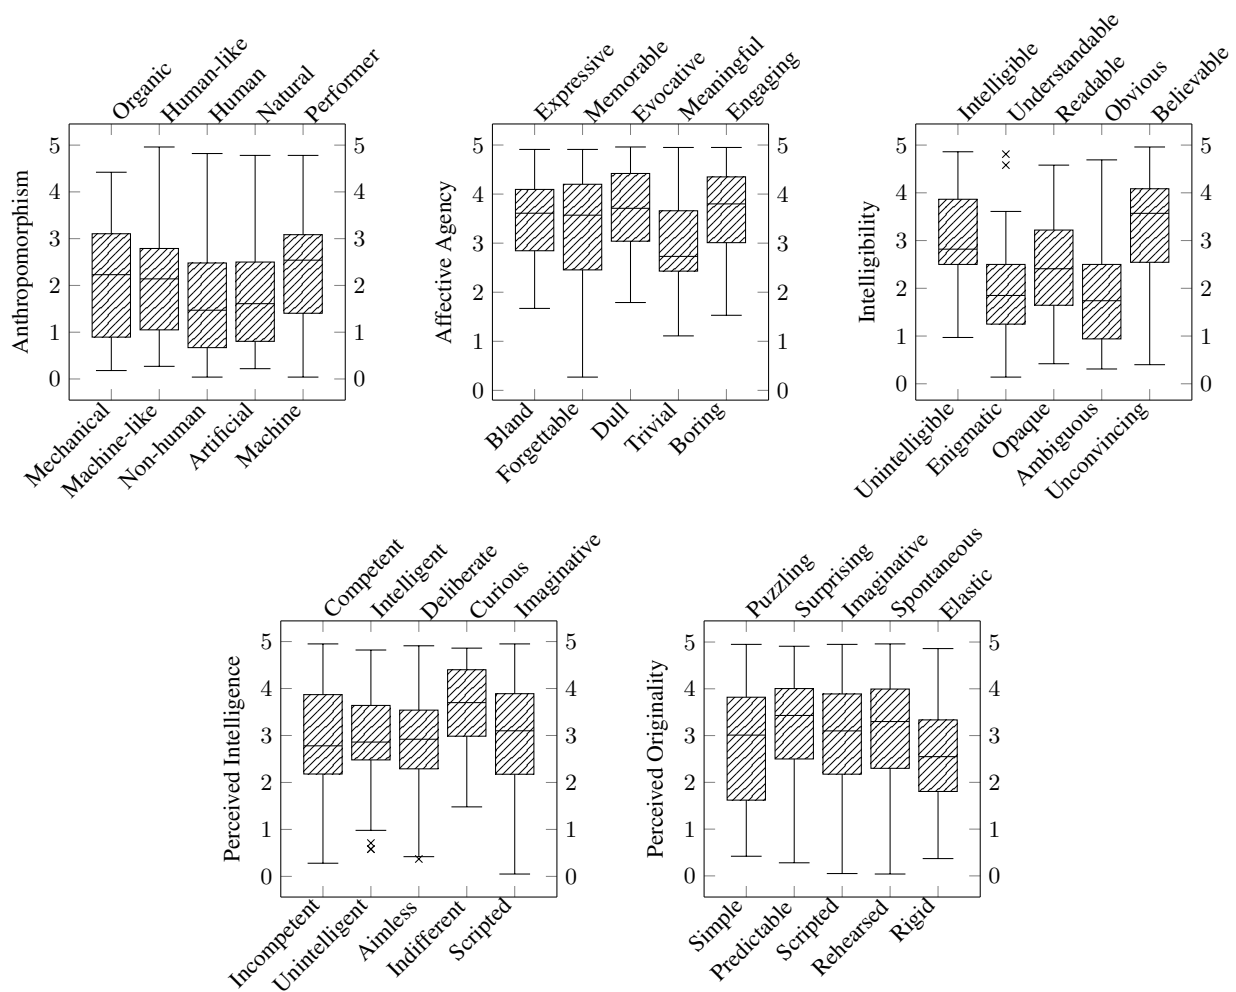 Organic
Human-like
Human
Natural
Performer
Anthropomorphism
5 5
4 4
3 3
2 2
1 1
0 0
Mechanical
Machine-like
Non-human
Artificial
Machine
Expressive
Memorable
Evocative
Meaningful
Engaging
Affective Agency
5 5
4 4
3 3
2 2
1 1
0 0
Bland
Forgettable
Dull
Trivial
Boring
Intelligible
Understandable
Readable
Obvious
Believable
Intelligibility
5 5
4 4
3 3
2 2
1 1
0 0
Unintelligible
Enigmatic
Opaque
Ambiguous
Unconvincing
Competent
Intelligent
Deliberate
Curious
Imaginative
Perceived Intelligence
5 5
4 4
3 3
2 2
1 1
0 0
Incompetent
Unintelligent
Aimless
Indifferent
Scripted
Puzzling
Surprising
Imaginative
Spontaneous
Elastic
Perceived Originality
5 5
4 4
3 3
2 2
1 1
0 0
Simple
Predictable
Scripted
Rehearsed
Rigid